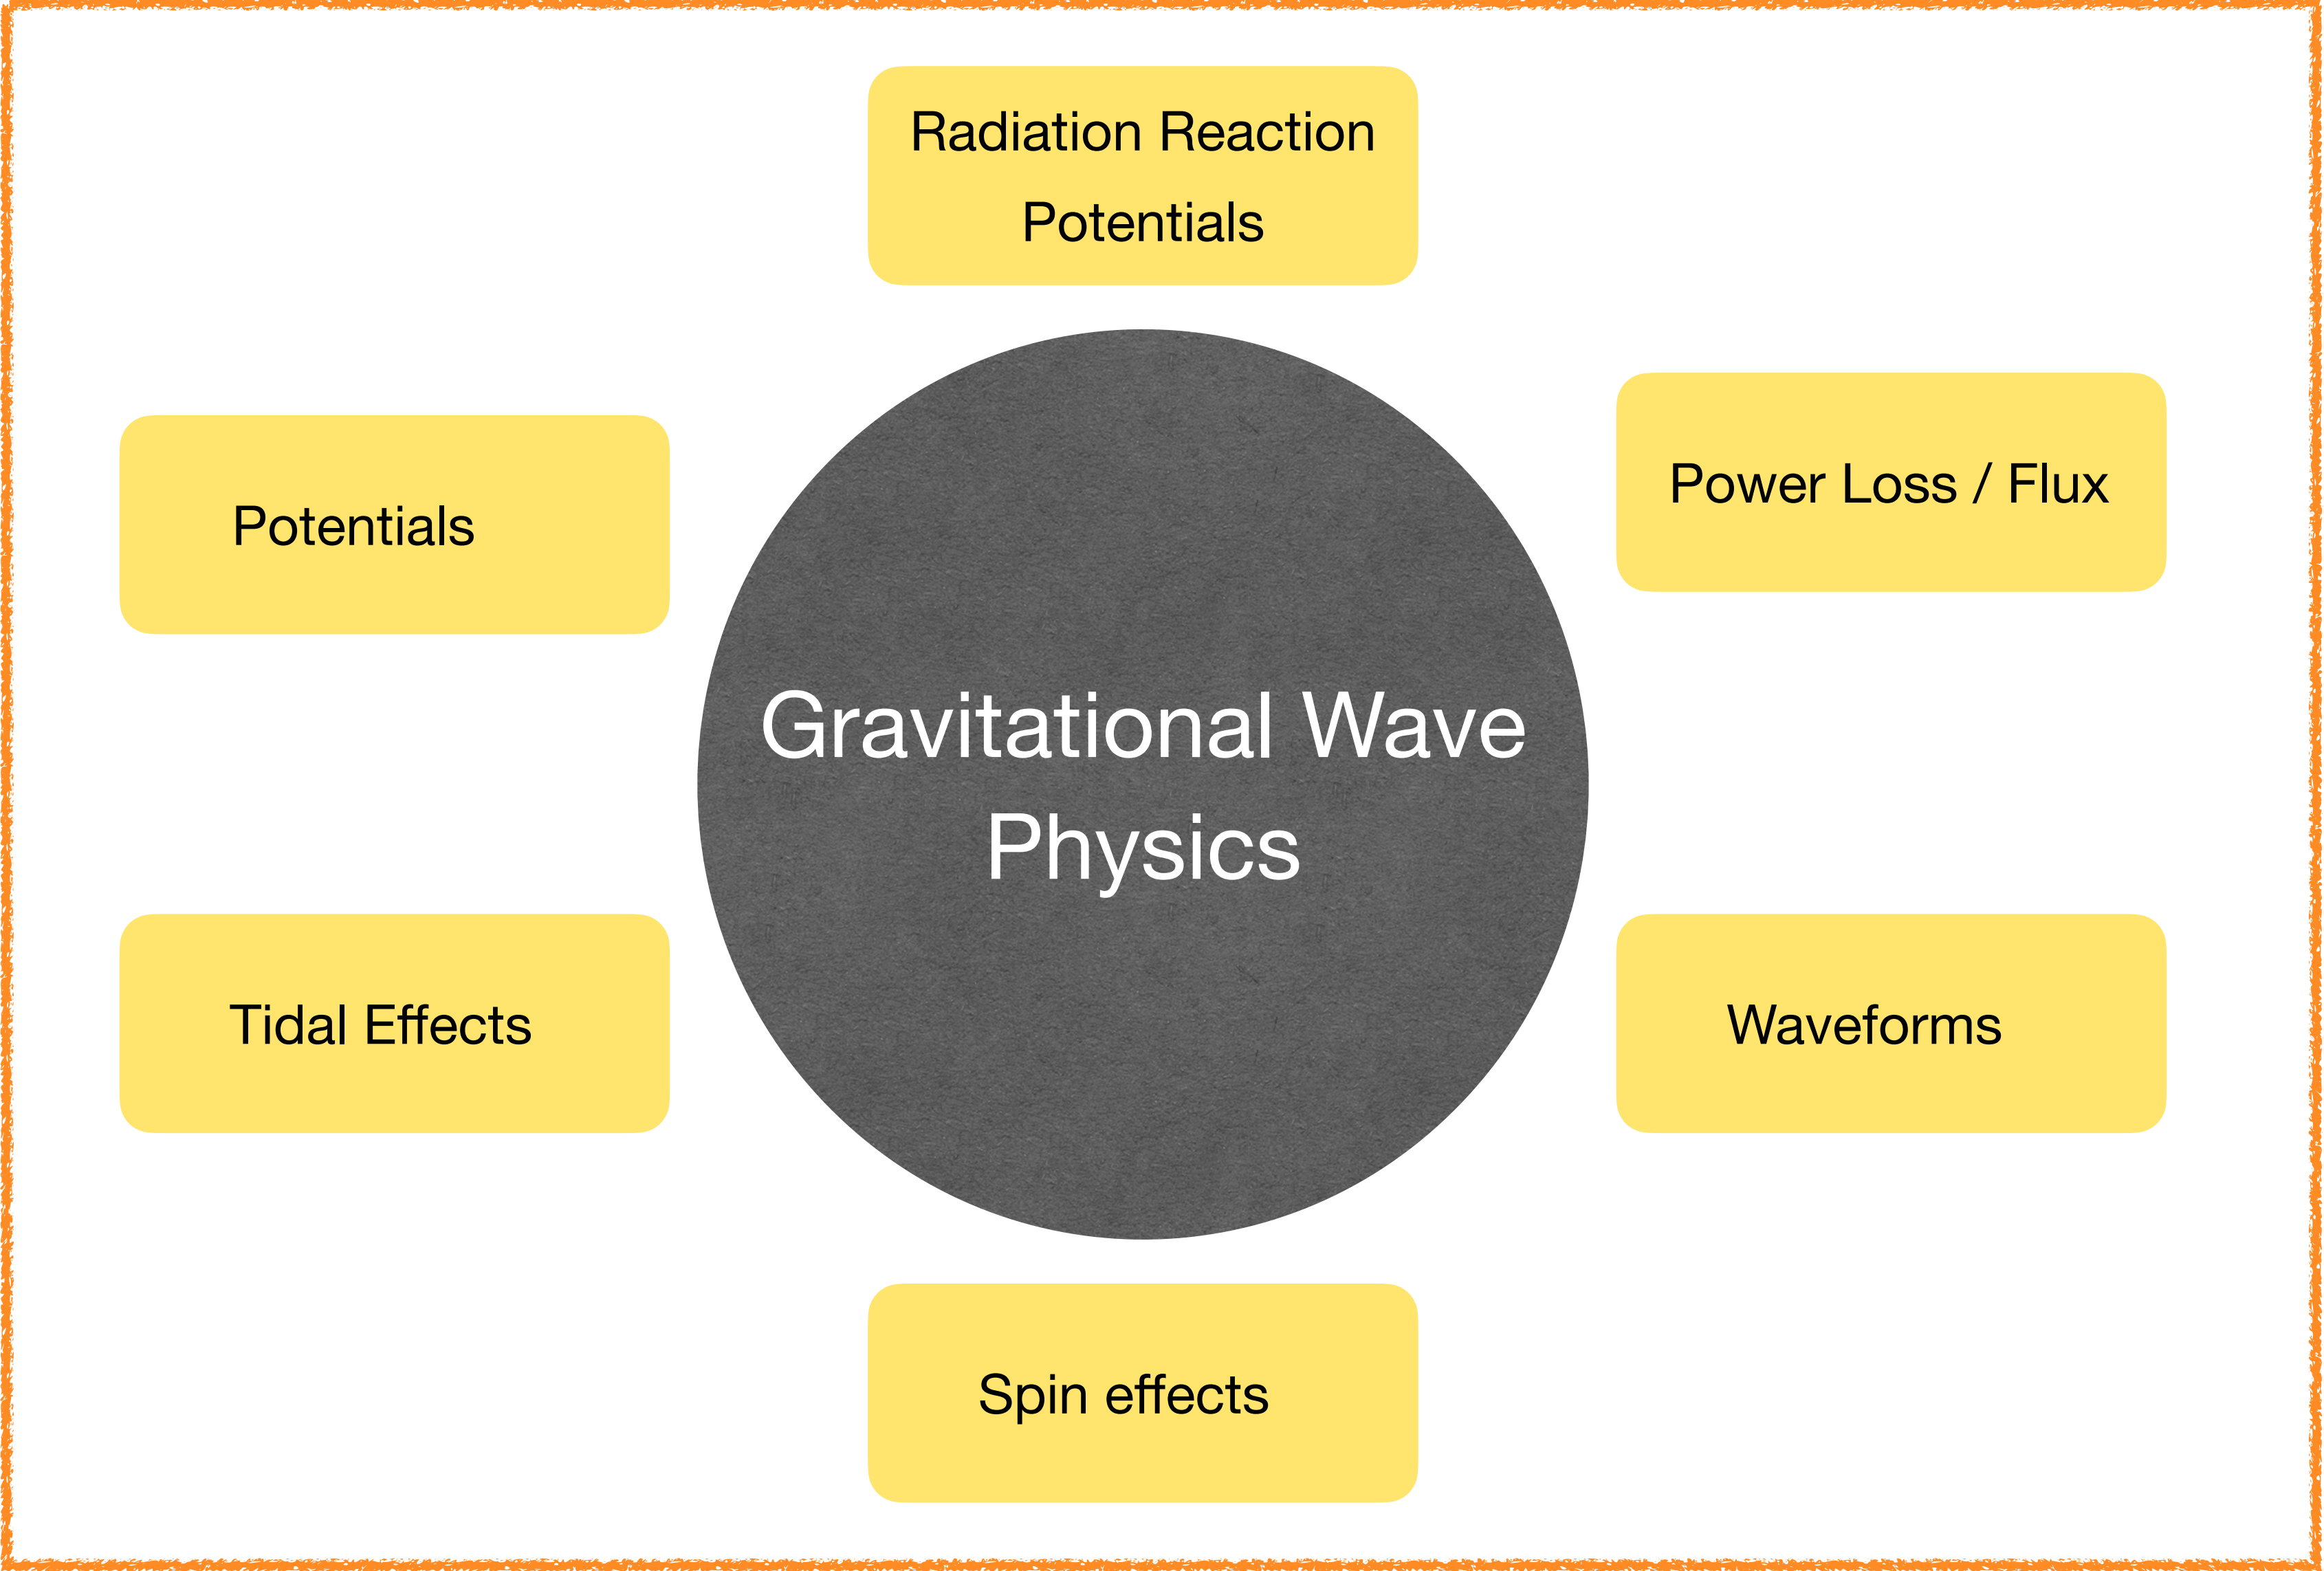 Radiation Reaction
Potentials
Power Loss / Flux
Potentials
Gravitational Wave
Physics
Tidal Effects
Waveforms
Spin effects